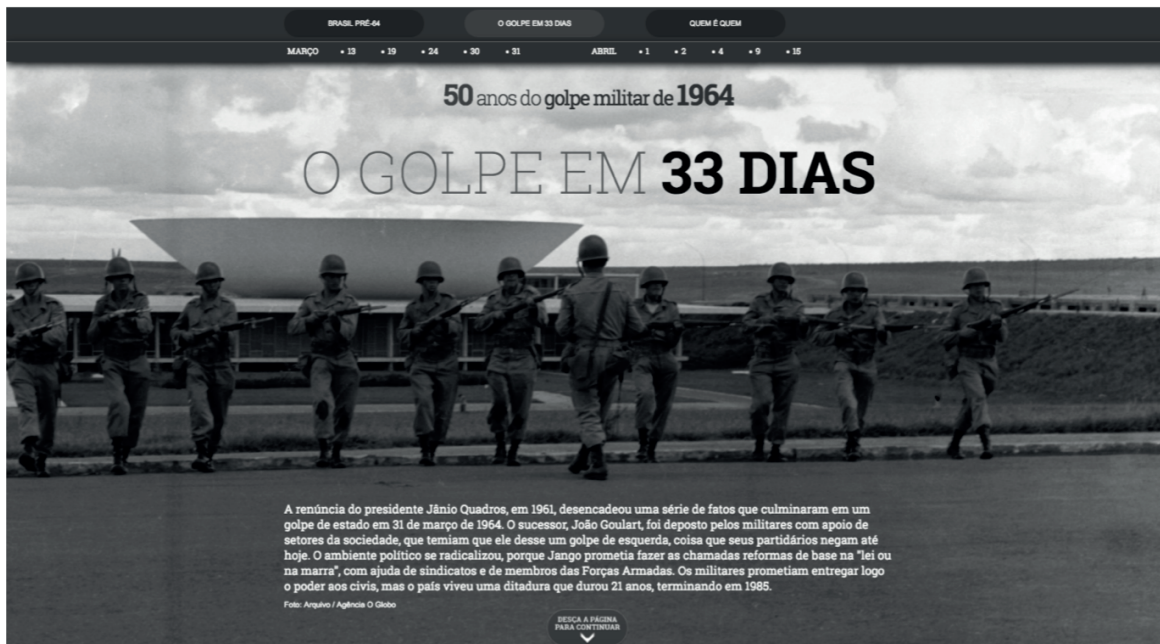 BRASIL PRÉ-64 O GOLPE EM 33 DIAS QUEM É QUEM
MARÇO • 13 • 19 • 24 • 30 • 31 ABRIL • 1 • 2 • 4 • 9 • 15
50 anos do golpe militar de 1964
O GOLPE EM 33 DIAS
A renúncia do presidente Jânio Quadros, em 1961, desencadeou uma série de fatos que culminaram em um
golpe de estado em 31 de março de 1964. O sucessor, João Goulart, foi deposto pelos militares com apoio de
setores da sociedade, que temiam que ele desse um golpe de esquerda, coisa que seus partidários negam até
hoje. O ambiente político se radicalizou, porque Jango prometia fazer as chamadas reformas de base na "lei ou
na marra", com ajuda de sindicatos e de membros das Forças Armadas. Os militares prometiam entregar logo
o poder aos civis, mas o país viveu uma ditadura que durou 21 anos, terminando em 1985.
Foto: Arquivo / Agência O Globo
DESÇA A PÁGINA
PARA CONTINUAR